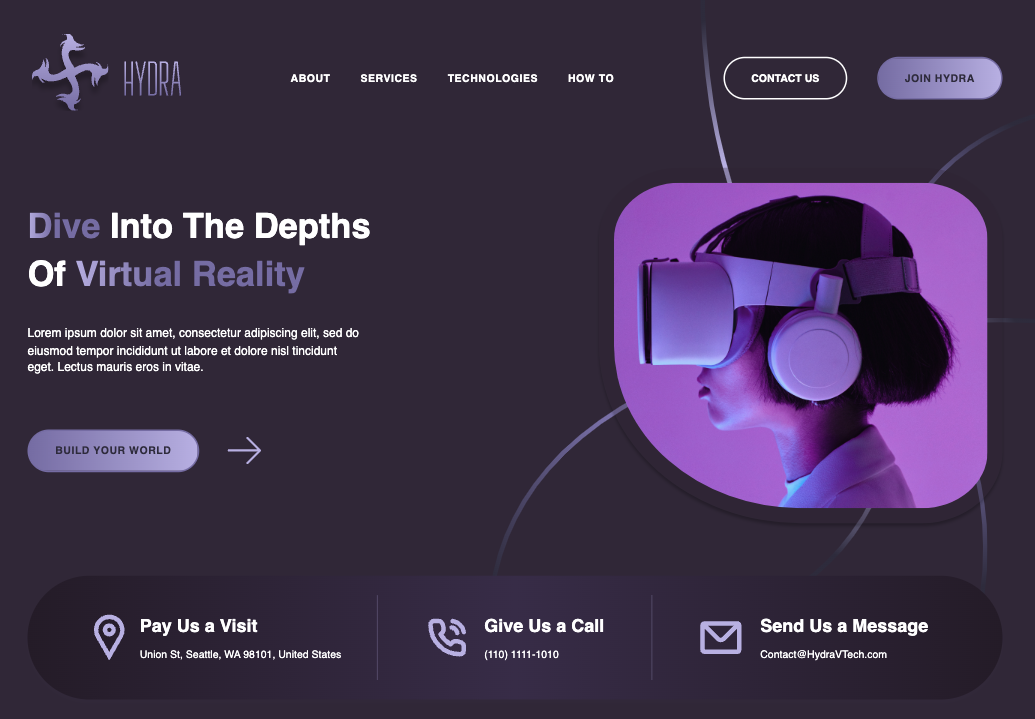 HYDRA
ABOUT SERVICES TECHNOLOGIES HOW TO
CONTACT US
JOIN HYDRA
Dive Into The Depths
Of Virtual Reality
Lorem ipsum dolor sit amet, consectetur adipiscing elit, sed do
eiusmod tempor incididunt ut labore et dolore nisl tincidunt
eget. Lectus mauris eros in vitae.
BUILD YOUR WORLD
Pay Us a Visit
Union St, Seattle, WA 98101, United States
Give Us a Call
(110) 1111-1010
Send Us a Message
Contact@HydraVTech.com